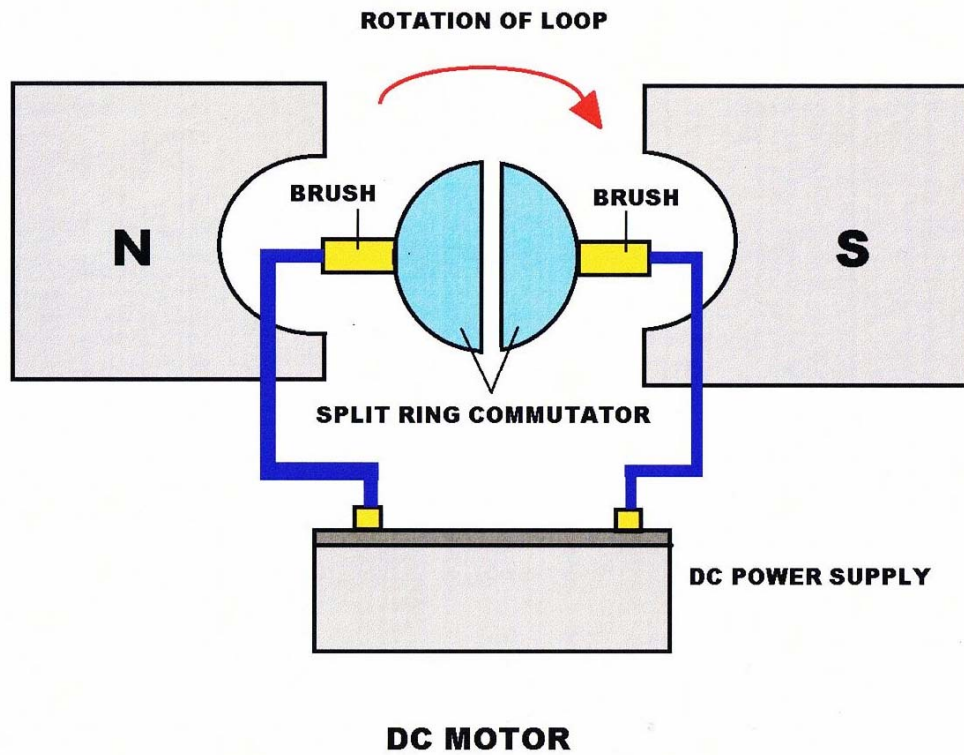 ROTATION OF LOOP
BRUSH
BRUSH
N
S
SPLIT RING COMMUTATOR
DC POWER SUPPLY
DC MOTOR